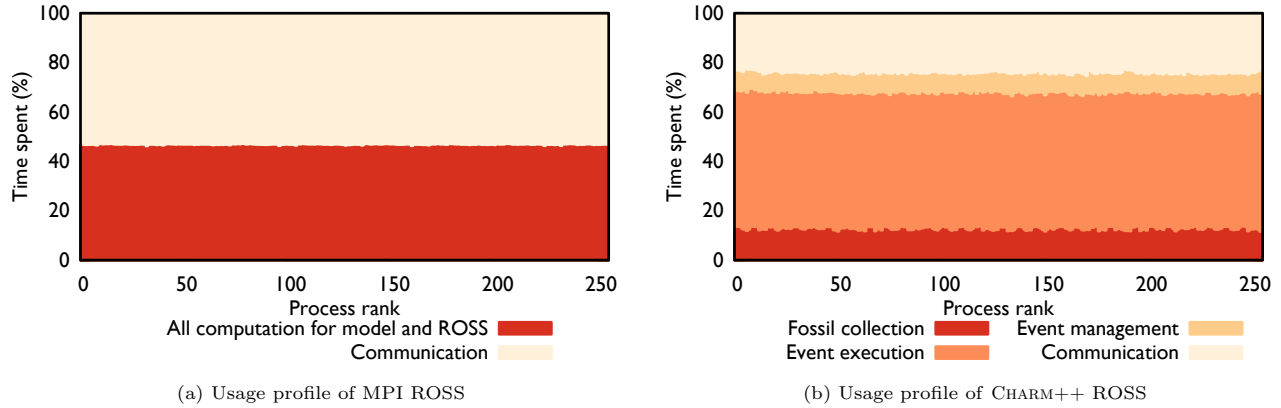 100
80
60
40
20
0
Time spent (%)
0 50 100 150 200 250
Process rank
All computation for model and ROSS
Communication
(a) Usage profile of MPI ROSS
100
80
60
40
20
0
Time spent (%)
0 50 100 150 200 250
Process rank
Fossil collection Event management
Event execution Communication
(b) Usage profile of CHARM++ ROSS